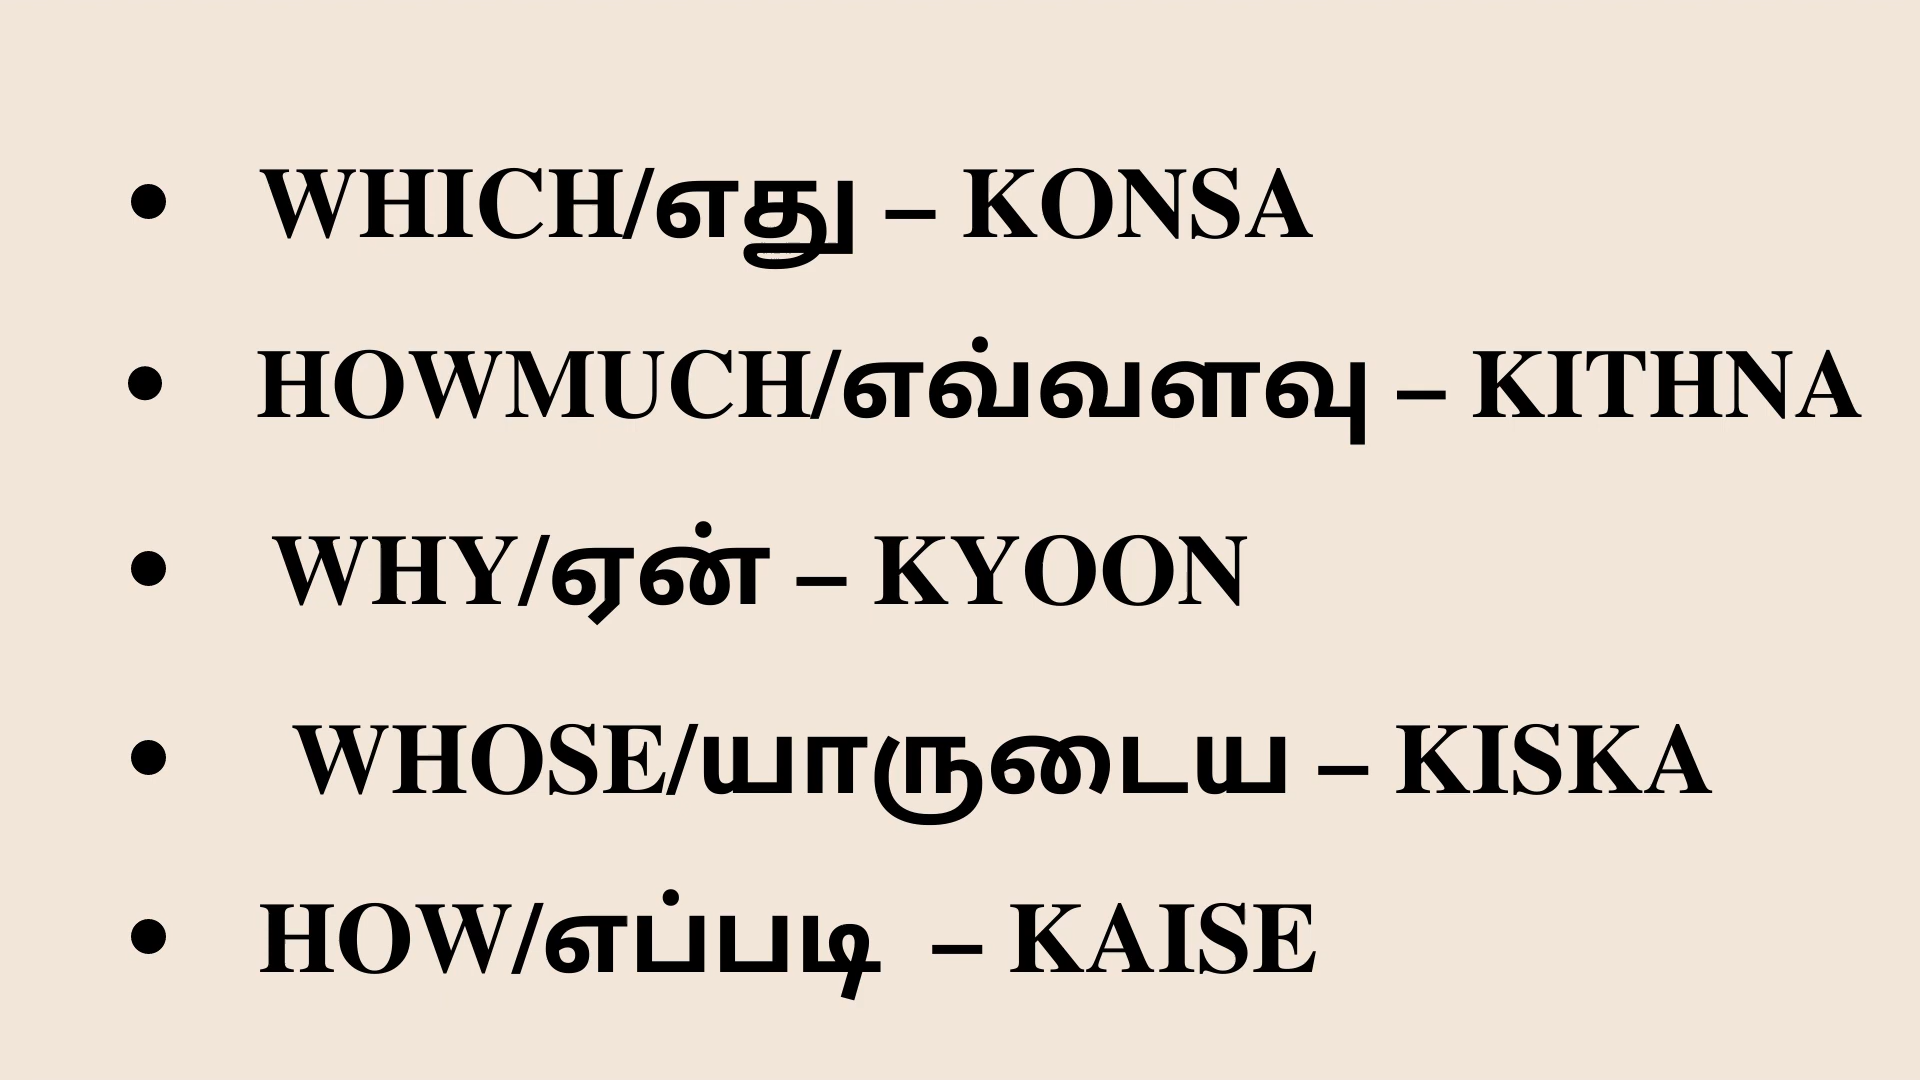 • WHICH/எது – KONSA
• HOWMUCH/எவ்வளவு – KITHNA
• WHY/ஏன் – KYOON
• WHOSE/யாருடைய – KISKA
• HOW/எப்படி – KAISE